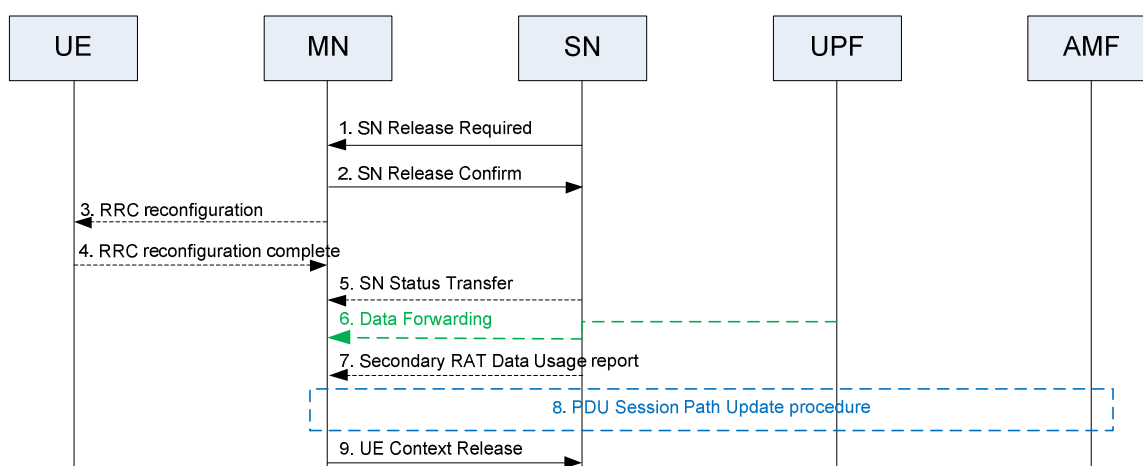 UE
MN
SN
UPF
AMF
1. SN Release Required
2. SN Release Confirm
3. RRC reconfiguration
4. RRC reconfiguration complete
5. SN Status Transfer
6. Data Forwarding
7. Secondary RAT Data Usage report
8. PDU Session Path Update procedure
9. UE Context Release